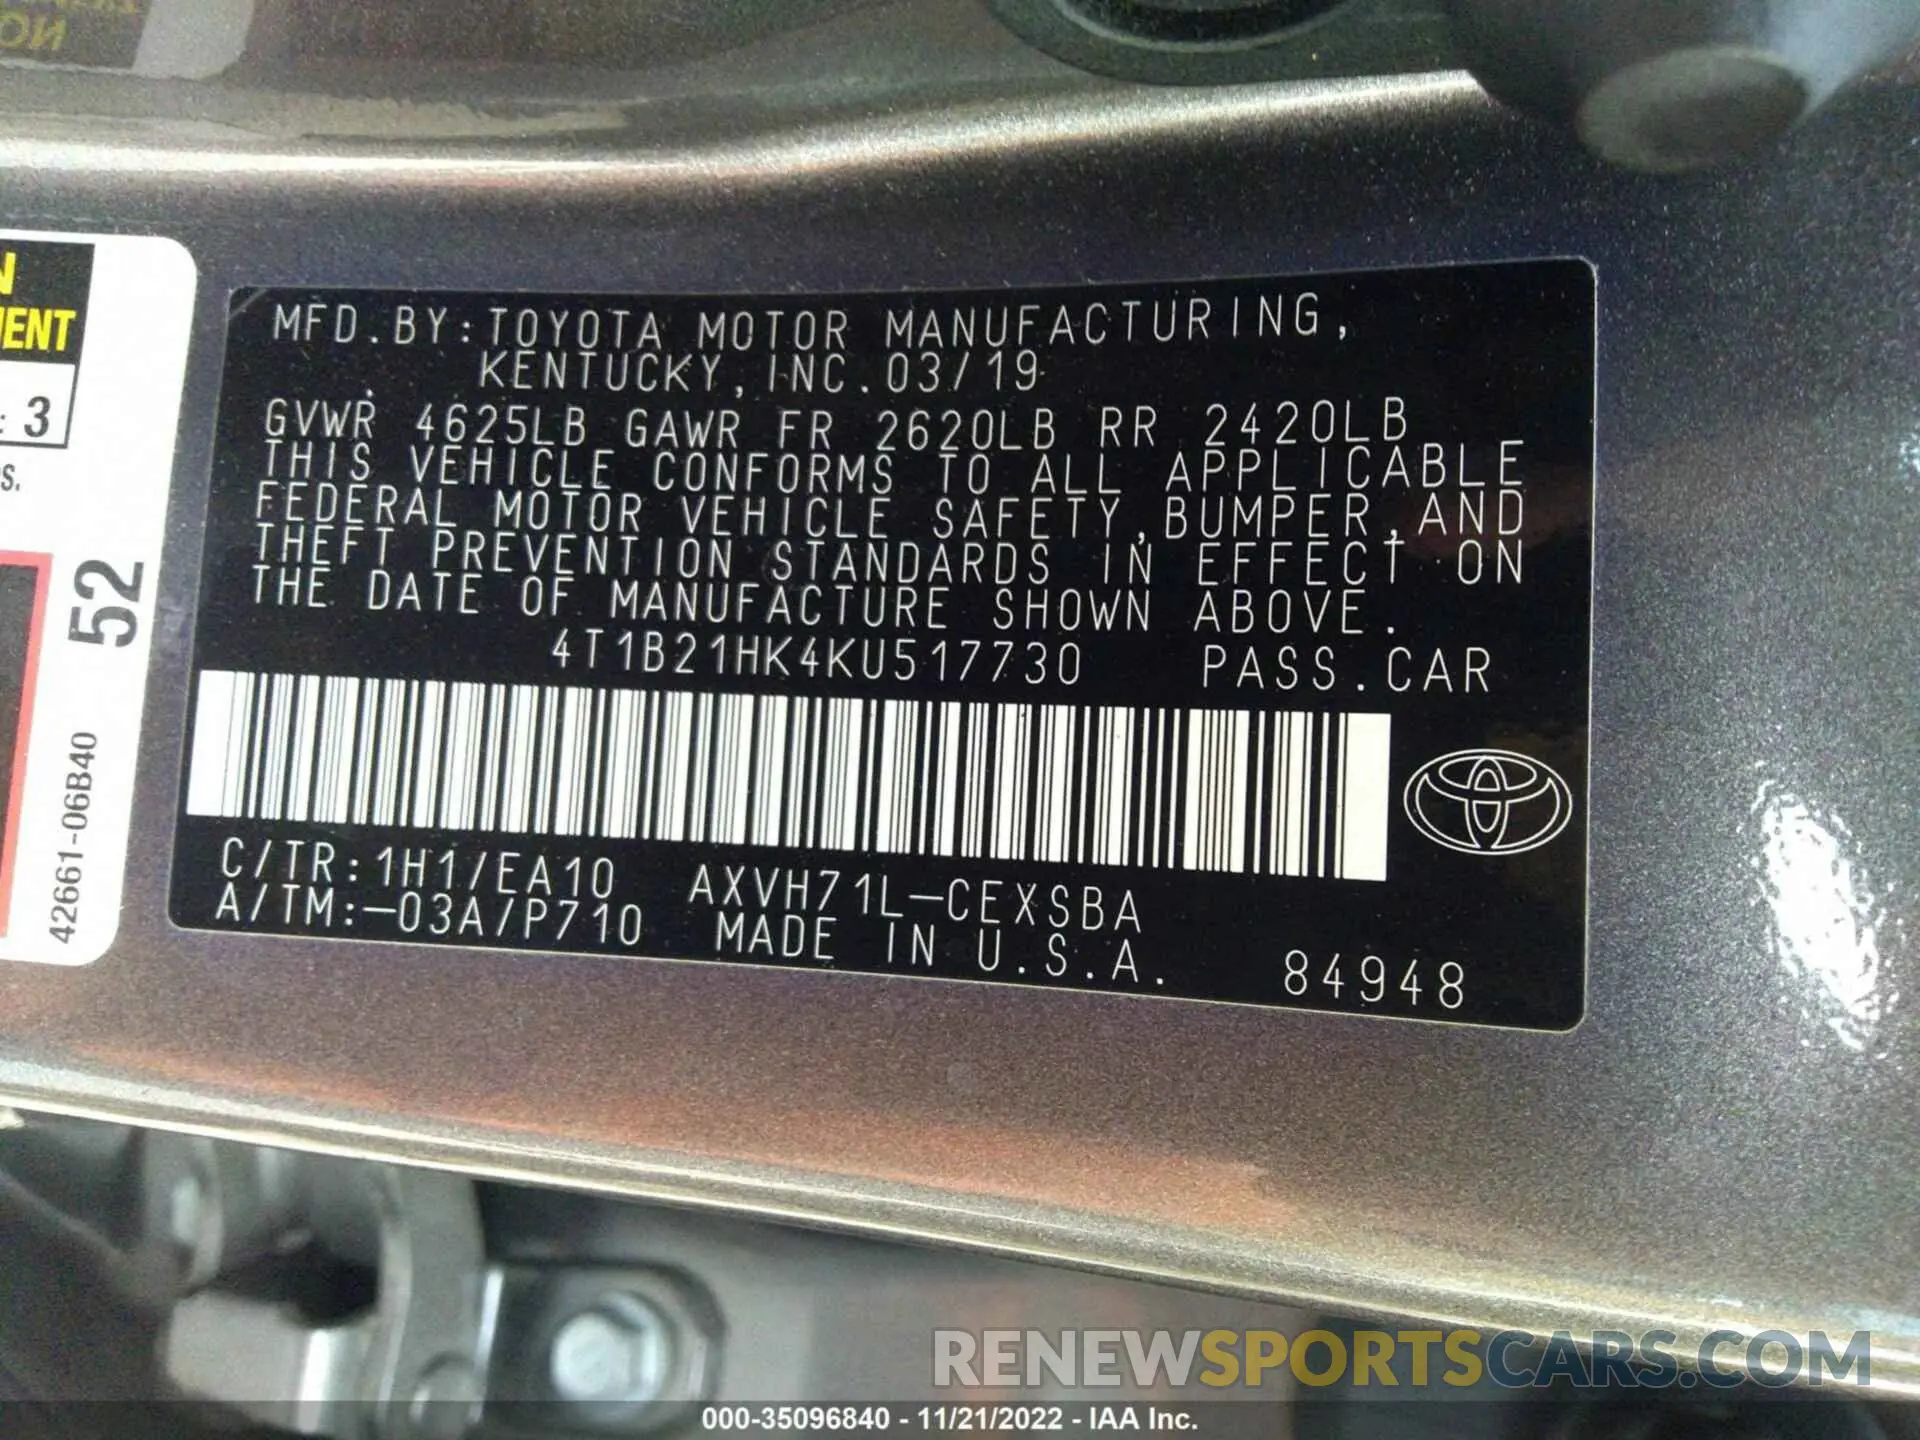 ON
N
MENT
: 3
s.
52
42661-06B40
MFD.BY:TOYOTA MOTOR MANUFACTURING,
KENTUCKY,INC.03/19
GVWR 4625LB GAWR FR 2620LB RR 2420LB
THIS VEHICLE CONFORMS TO ALL APPLICABLE
FEDERAL MOTOR VEHICLE SAFETY,BUMPER,AND
THEFT PREVENTION STANDARDS IN EFFECT ON
THE DATE OF MANUFACTURE SHOWN ABOVE.
4T1B21HK4KU517730 PASS.CAR
C/TR:1H1/EA10 AXVH71L-CEXSBA
A/TM:-03A/P710 MADE IN U.S.A. 84948
RENEWSPORTSCARS.COM
000-35096840 - 11/21/2022 - IAA Inc.